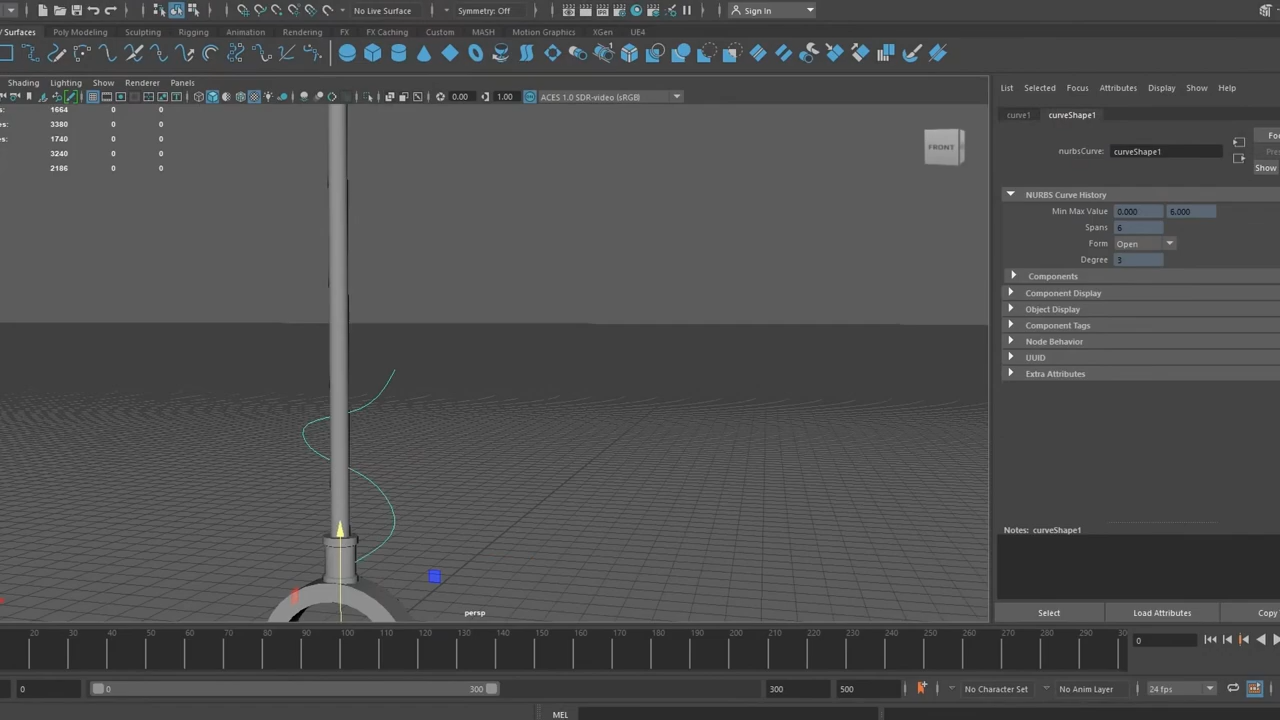 No Live Surface
Symmetry: Off
Sign In
Surfaces
Poly Modeling
Sculpting
Rigging
Animation
Rendering
FX
FX Caching
Custom
MASH
Motion Graphics
XGen
UE4
Shading
Lighting
Show
Renderer
Panels
0.00
1.00
ACES 1.0 SDR-video (sRGB)
1664 0 0
3380 0 0
1740 0 0
3240 0 0
2186 0 0
FRONT
persp
List
Selected
Focus
Attributes
Display
Show
Help
curve1
curveShape1
nurbsCurve:
curveShape1
Show
NURBS Curve History
Min Max Value 0.000 6.000
Spans 6
Form Open
Degree 3
Components
Component Display
Object Display
Component Tags
Node Behavior
UUID
Extra Attributes
Notes: curveShape1
Select
Load Attributes
Copy
20 30 40 50 60 70 80 90 100 110 120 130 140 150 160 170 180 190 200 210 220 230 240 250 260 270 280 290
0
0
0
300
300
500
No Character Set
No Anim Layer
24 fps
MEL